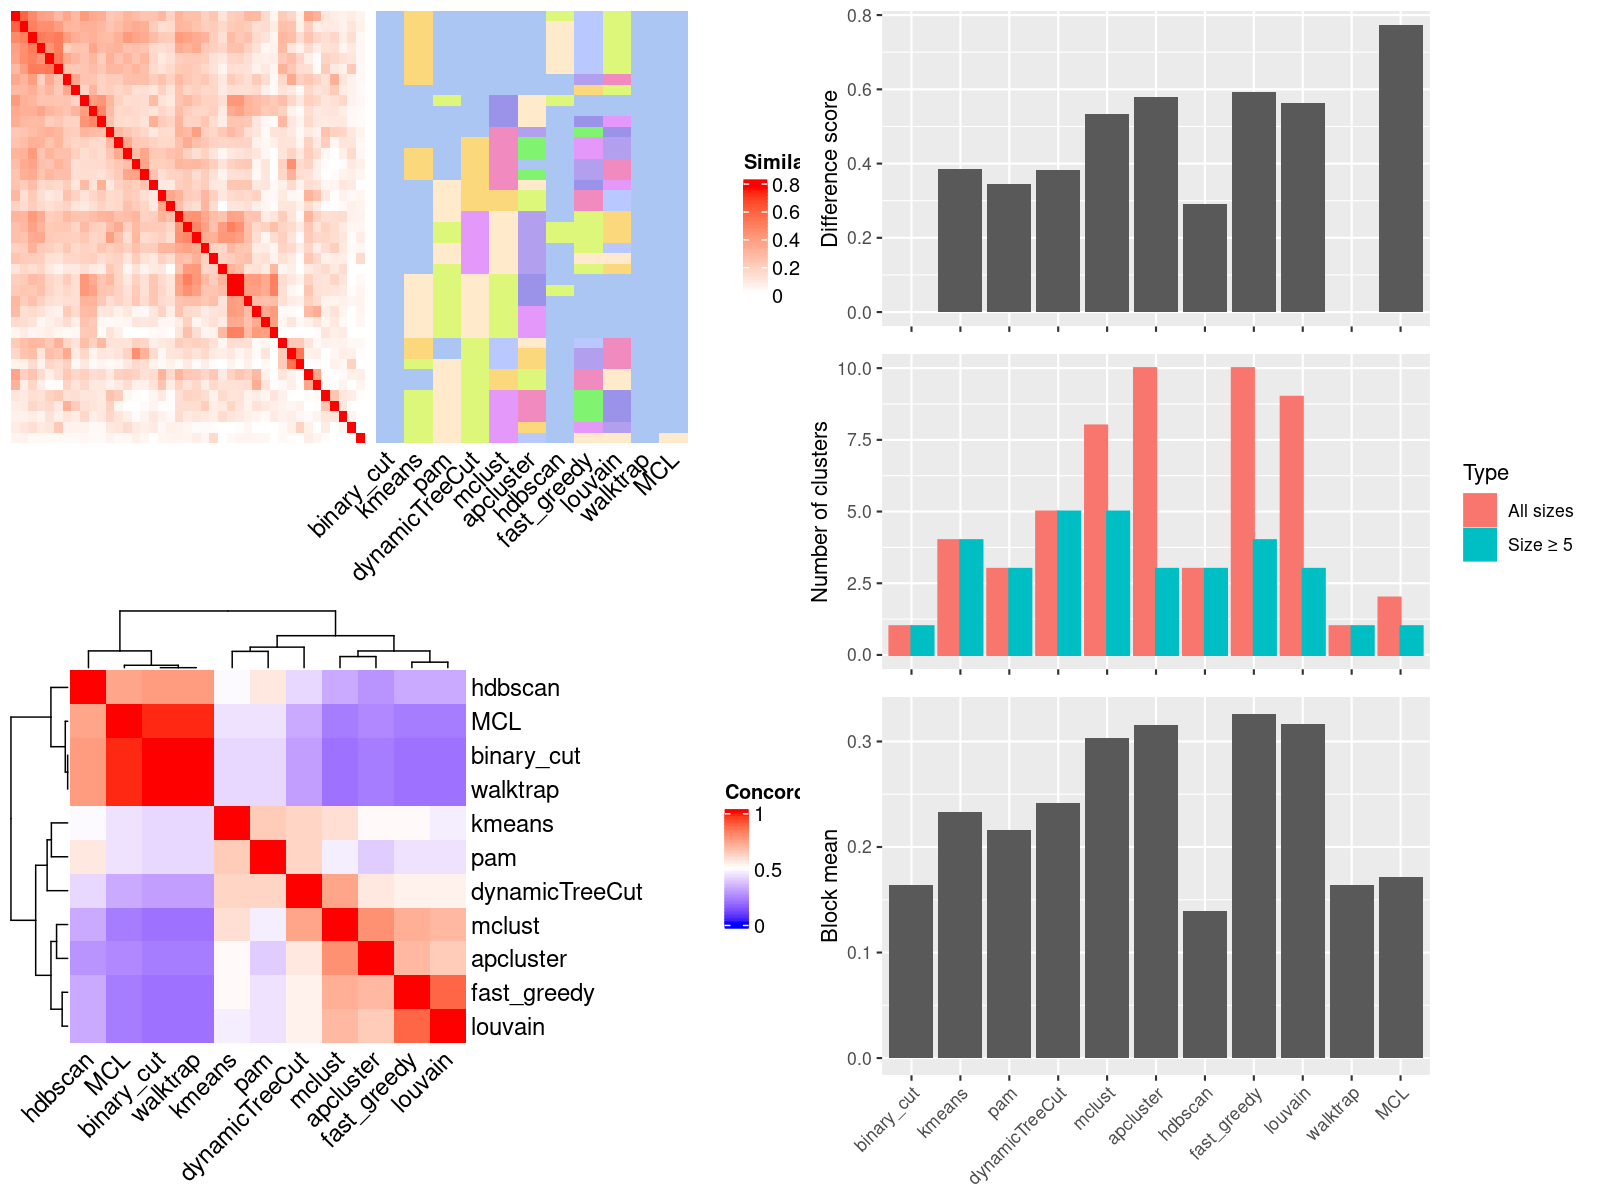 Simila
0.8
0.6
0.4
0.2
0
binary_cut
kmeans
pam
dynamicTreeCut
mclust
apcluster
hdbscan
fast_greedy
louvain
walktrap
MCL
hdbscan
MCL
binary_cut
walktrap
kmeans
pam
dynamicTreeCut
mclust
apcluster
fast_greedy
louvain
hdbscan
MCL
binary_cut
walktrap
kmeans
pam
dynamicTreeCut
mclust
apcluster
fast_greedy
louvain
Concord
1
0.5
0
Difference score
0.8
0.6
0.4
0.2
0.0
Number of clusters
10.0
7.5
5.0
2.5
0.0
Type
All sizes
Size ≥ 5
Block mean
0.3
0.2
0.1
0.0
binary_cut
kmeans
pam
dynamicTreeCut
mclust
apcluster
hdbscan
fast_greedy
louvain
walktrap
MCL